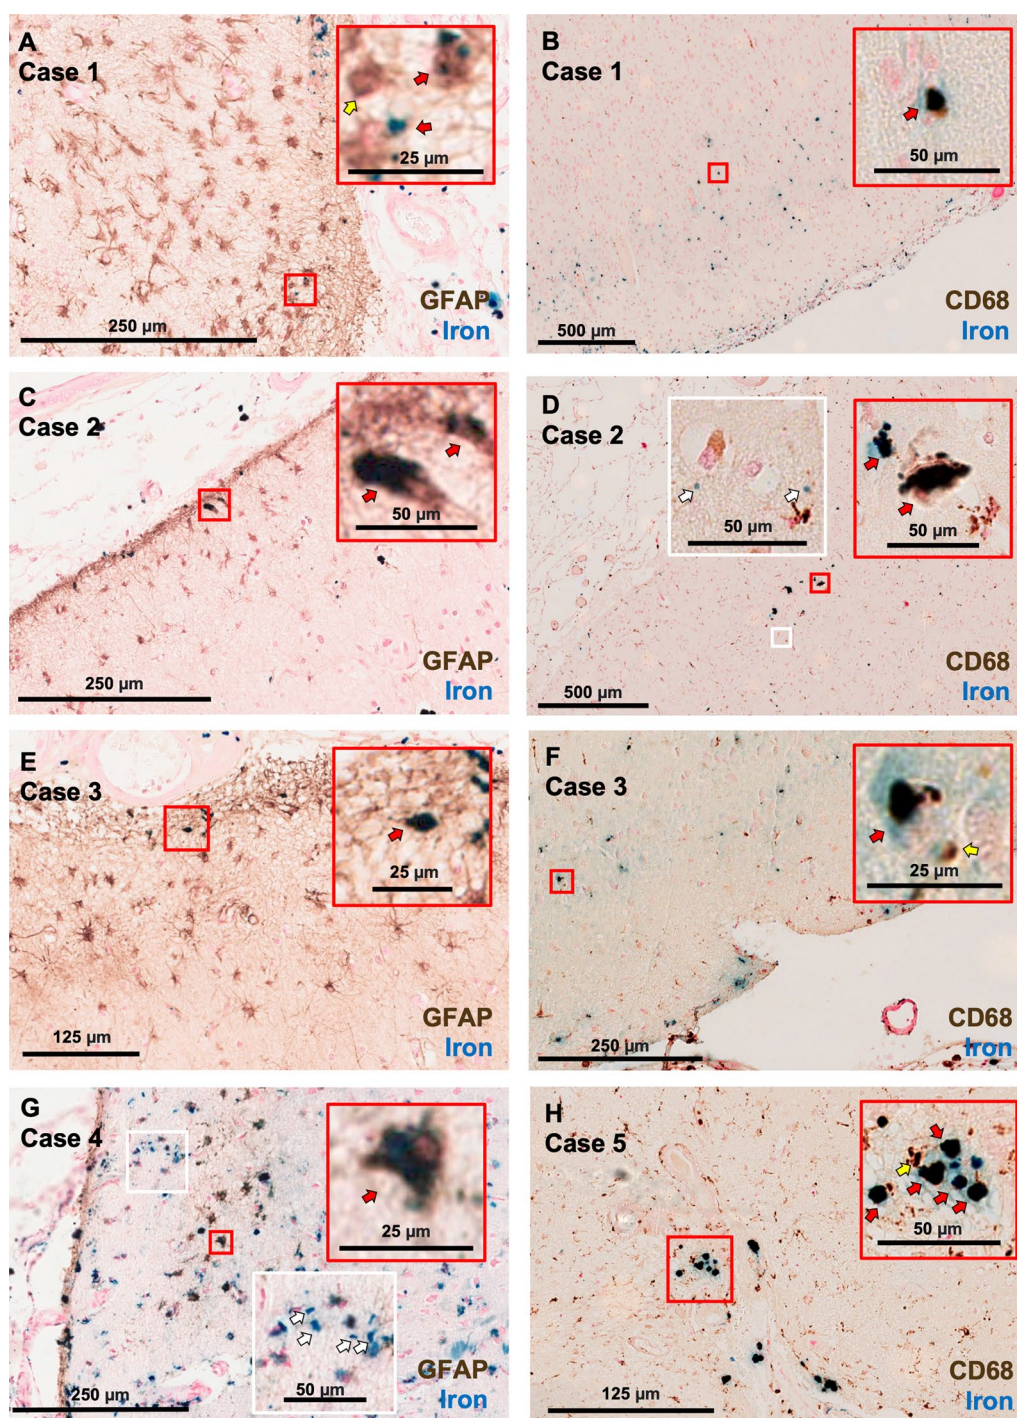 A
Case 1
25 µm
250 µm
GFAP
Iron
B
Case 1
50 µm
500 µm
CD68
Iron
C
Case 2
50 µm
250 µm
GFAP
Iron
D
Case 2
50 µm
50 µm
500 µm
CD68
Iron
E
Case 3
25 µm
125 µm
GFAP
Iron
F
Case 3
25 µm
250 µm
CD68
Iron
G
Case 4
25 µm
50 µm
250 µm
GFAP
Iron
H
Case 5
50 µm
125 µm
CD68
Iron